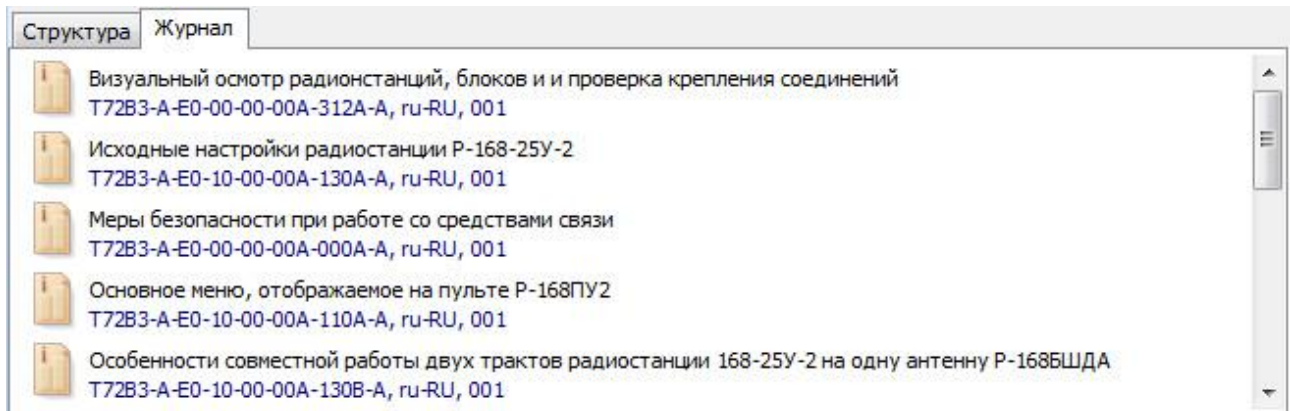 Структура Журнал
Визуальный осмотр радионстанций, блоков и и проверка крепления соединений
T72B3-A-E0-00-00-00A-312A-A, ru-RU, 001
Исходные настройки радиостанции Р-168-25У-2
T72B3-A-E0-10-00-00A-130A-A, ru-RU, 001
Меры безопасности при работе со средствами связи
T72B3-A-E0-00-00-00A-000A-A, ru-RU, 001
Основное меню, отображаемое на пульте Р-168ПУ2
T72B3-A-E0-10-00-00A-110A-A, ru-RU, 001
Особенности совместной работы двух трактов радиостанции 168-25У-2 на одну антенну Р-168БШДА
T72B3-A-E0-10-00-00A-130B-A, ru-RU, 001